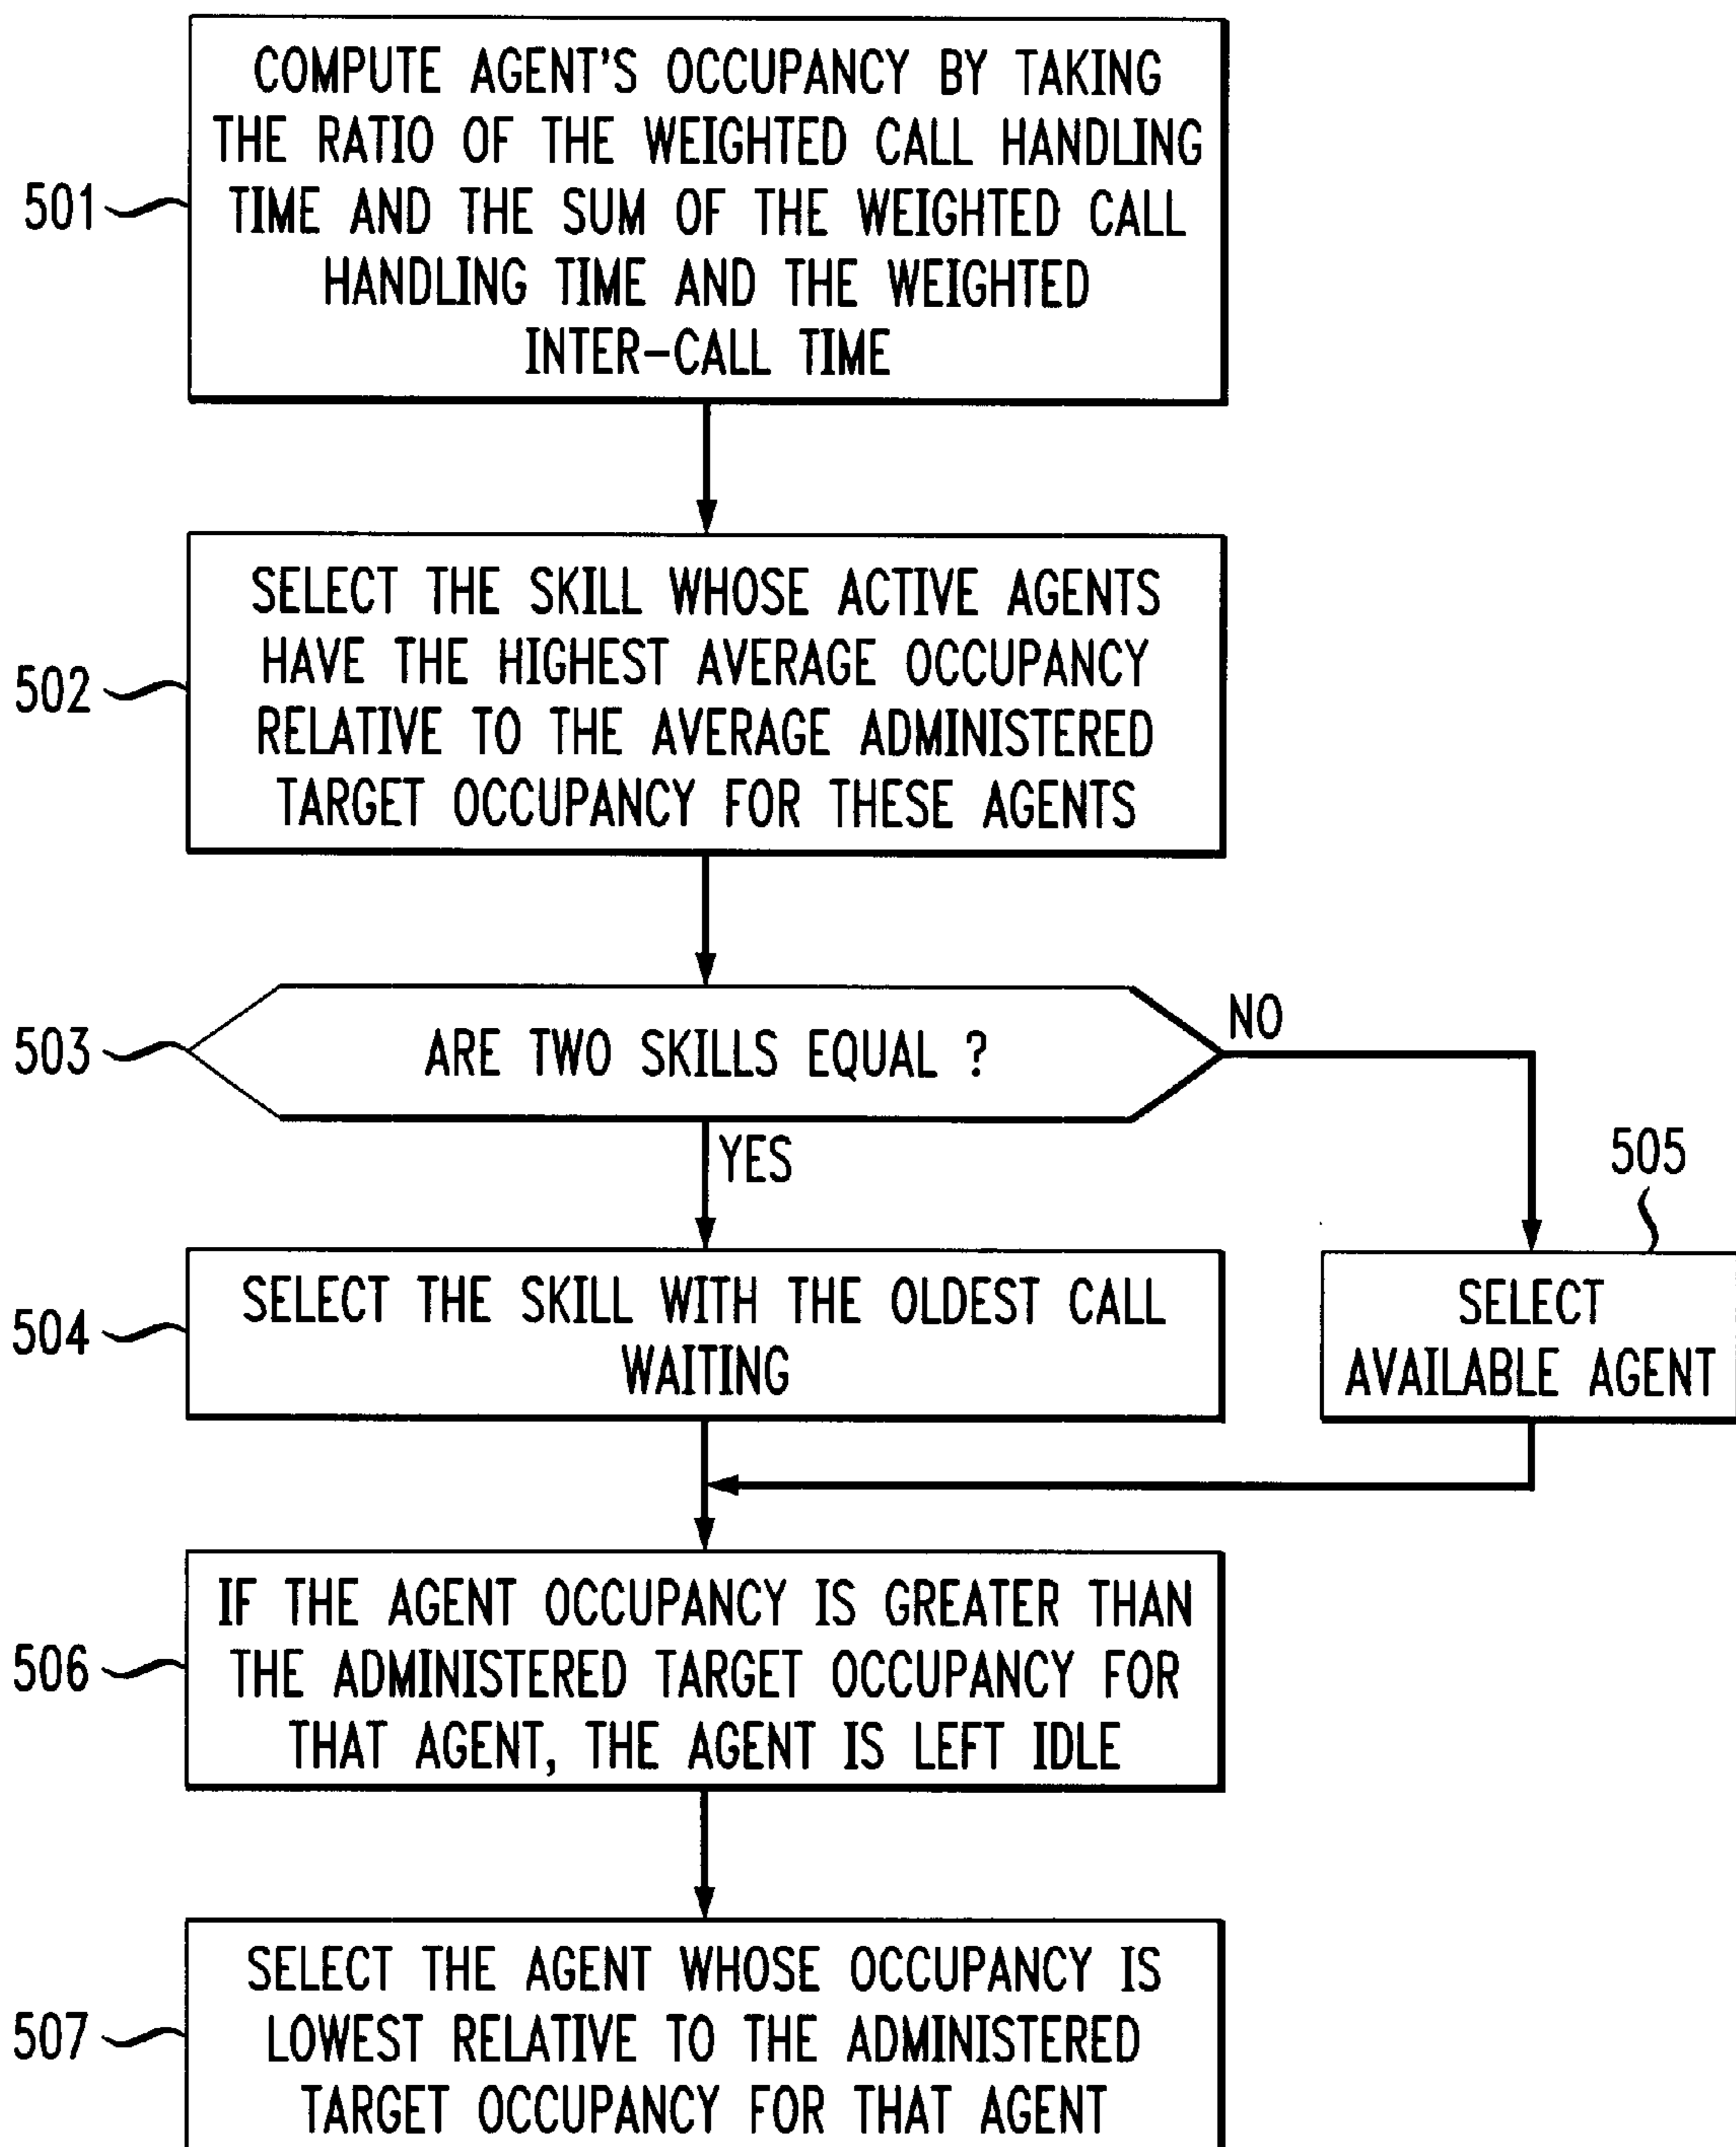 COMPUTE AGENT'S OCCUPANCY BY TAKING
THE RATIO OF THE WEIGHTED CALL HANDLING
TIME AND THE SUM OF THE WEIGHTED CALL
HANDLING TIME AND THE WEIGHTED
INTER-CALL TIME
501
SELECT THE SKILL WHOSE ACTIVE AGENTS
HAVE THE HIGHEST AVERAGE OCCUPANCY
RELATIVE TO THE AVERAGE ADMINISTERED
TARGET OCCUPANCY FOR THESE AGENTS
502
ARE TWO SKILLS EQUAL ?
503
NO
YES
505
SELECT THE SKILL WITH THE OLDEST CALL
WAITING
504
SELECT
AVAILABLE AGENT
IF THE AGENT OCCUPANCY IS GREATER THAN
THE ADMINISTERED TARGET OCCUPANCY FOR
THAT AGENT, THE AGENT IS LEFT IDLE
506
SELECT THE AGENT WHOSE OCCUPANCY IS
LOWEST RELATIVE TO THE ADMINISTERED
TARGET OCCUPANCY FOR THAT AGENT
507